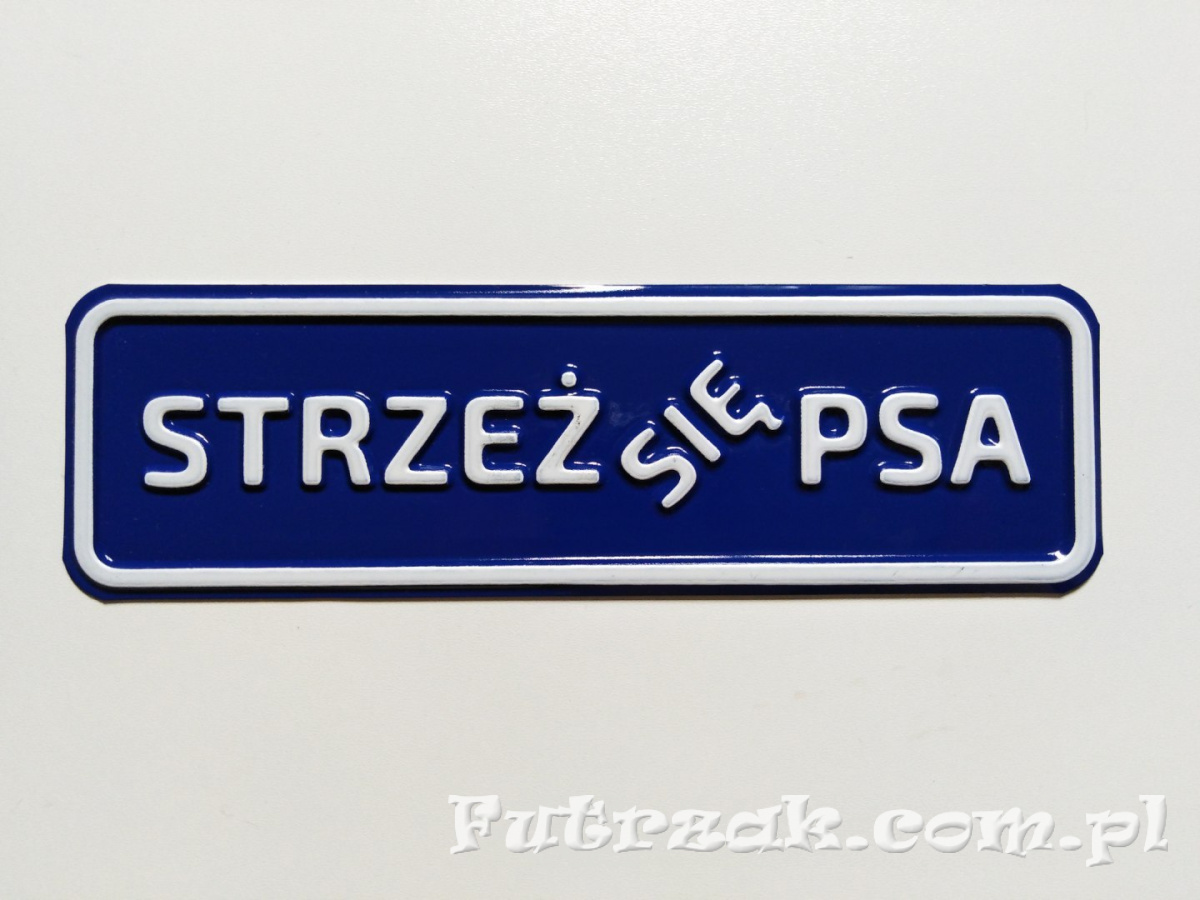 STRZEŻ SIĘ PSA
Futrzak.com.pl